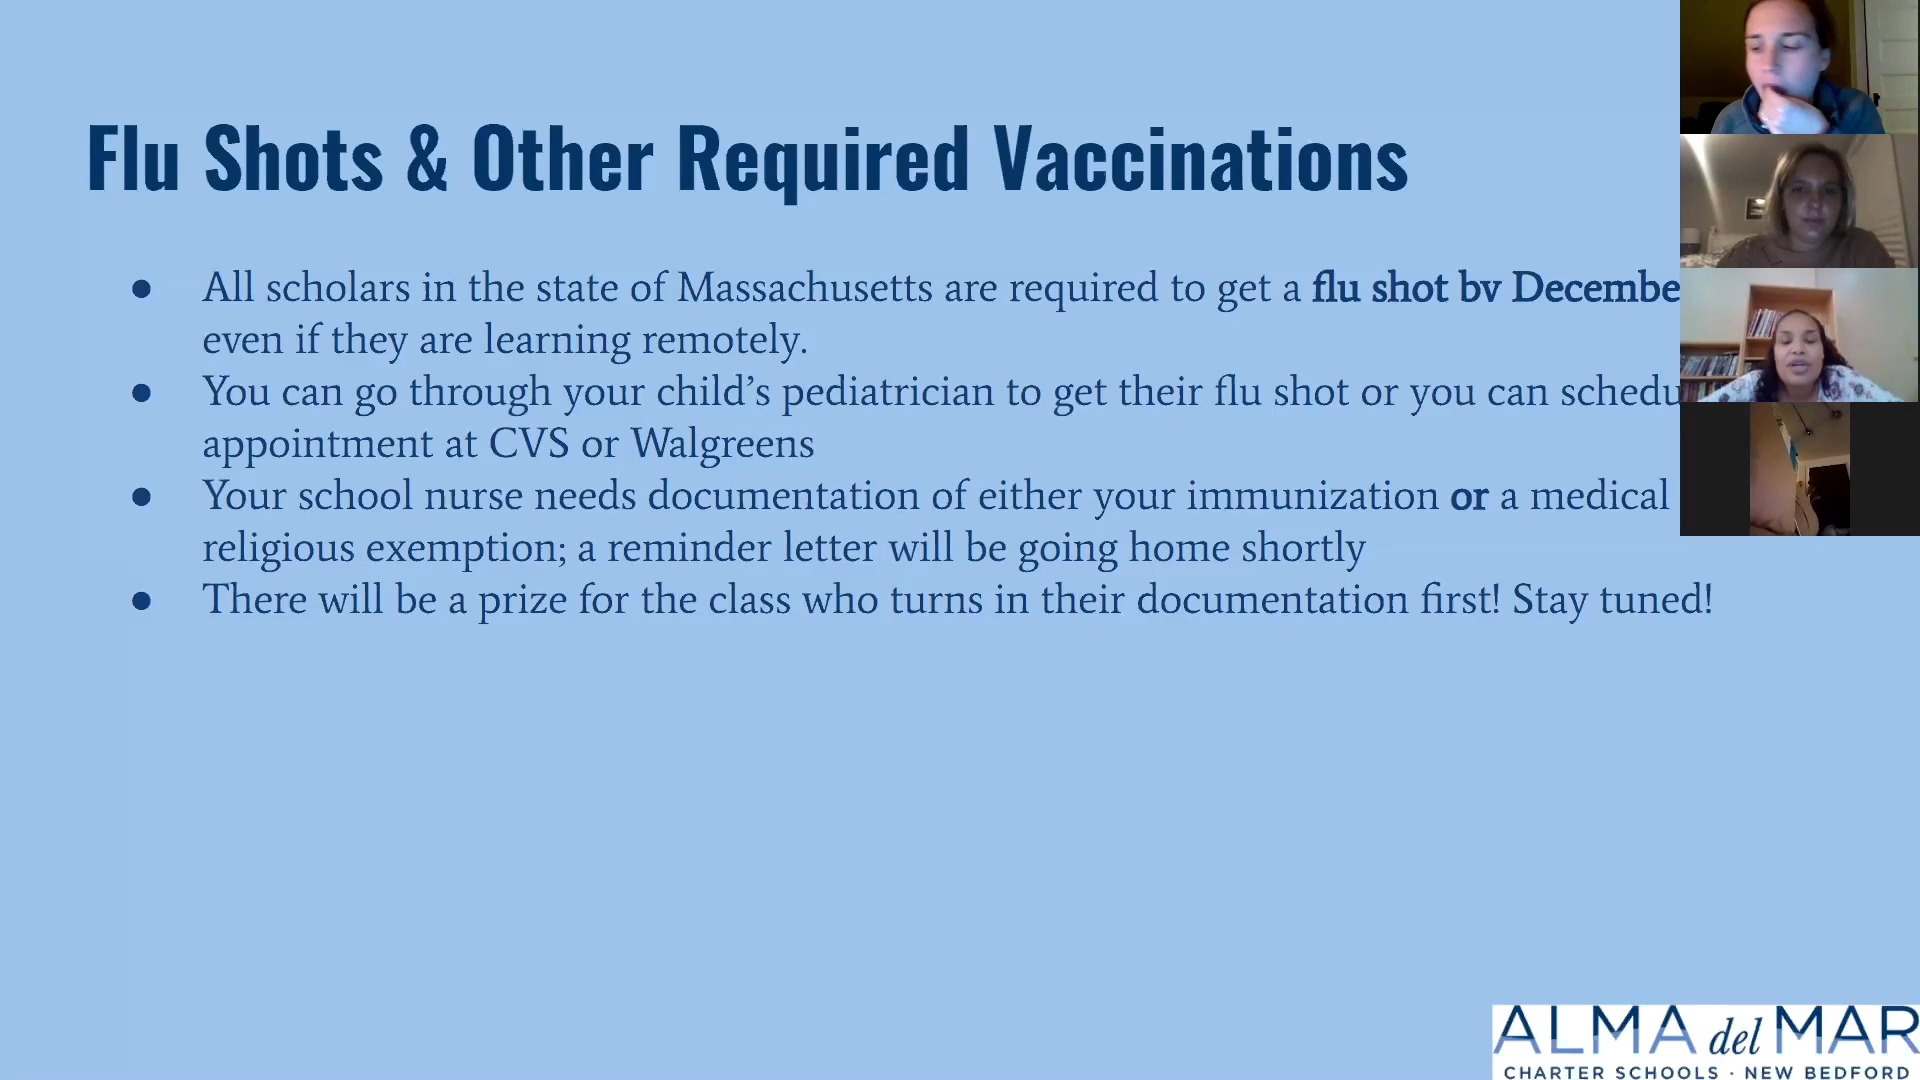 Flu Shots & Other Required Vaccinations
● All scholars in the state of Massachusetts are required to get a flu shot by
even if they are learning remotely.
● You can go through your child’s pediatrician to get their flu shot or you can
appointment at CVS or Walgreens
● Your school nurse needs documentation of either your immunization or a medical
religious exemption; a reminder letter will be going home shortly
● There will be a prize for the class who turns in their documentation first! Stay tuned!
ALMA del MAR
CHARTER SCHOOLS · NEW BEDFORD